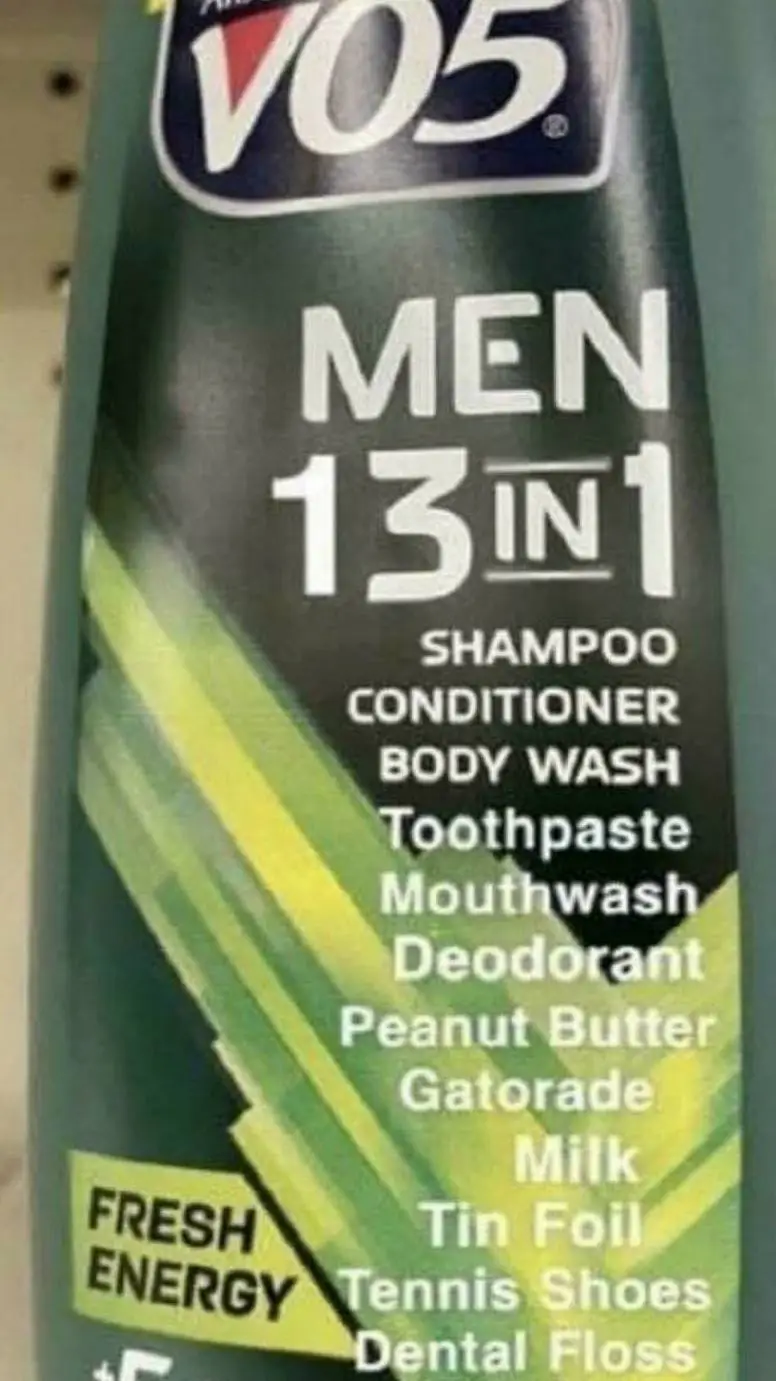 VO5®
MEN
13 IN 1
SHAMPOO
CONDITIONER
BODY WASH
Toothpaste
Mouthwash
Deodorant
Peanut Butter
Gatorade
Milk
Tin Foil
Tennis Shoes
Dental Floss
FRESH
ENERGY